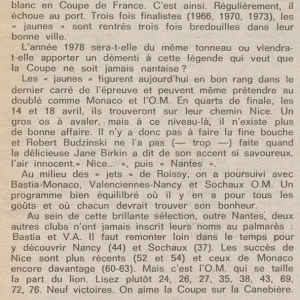 blanc en Coupe de France. C'est ainsi. Régulièrement, il
échoue au port. Trois fois finalistes (1966, 1970, 1973), les
« jaunes » sont rentrés trois fois bredouilles dans leur
bonne ville.
L'année 1978 sera-t-elle du même tonneau ou viendra-
t-elle apporter un démenti à cette légende qui veut que
la Coupe ne soit jamais nantaise?
Les « jaunes » figurent aujourd'hui en bon rang dans le
dernier carré de l'épreuve et peuvent même prétendre au
doublé comme Monaco et l'O.M. En quarts de finale, les
14 et 18 avril, ils trouveront sur leur chemin Nice. Un
gros os à avaler, mais à ce niveau-là, il n'existe plus
de bonne affaire. Il n'y a donc pas à faire la fine bouche
et Robert Budzinski ne l'a pas (— trop —) faite quand
la délicieuse Jane Birkin a dit de son accent si savoureux,
l'air innocent « Nice... », puis « Nantes ».
Au milieu des « jets » de Roissy, on a poursuivi avec
Bastia-Monaco, Valenciennes-Nancy et Sochaux O.M. Un
programme bien équilibré où il y en a pour tous les
goûts et où chacun devrait trouver son bonheur.
Au sein de cette brillante sélection, outre Nantes, deux
autres clubs n'ont jamais inscrit leurs noms au palmarès :
Bastia et V.A. Il faut remonter loin dans le temps pour
y découvrir Nancy (44) et Sochaux (37). Les succès de
Nice sont plus récents (52 et 54) et ceux de Monaco
encore davantage (60-63). Mais c'est l'O.M. qui se taille
la part du lion. Lisez plutôt 24, 26, 27, 35, 38, 43, 69,
72, 76. Neuf victoires. On aime la Coupe sur la Canebière.